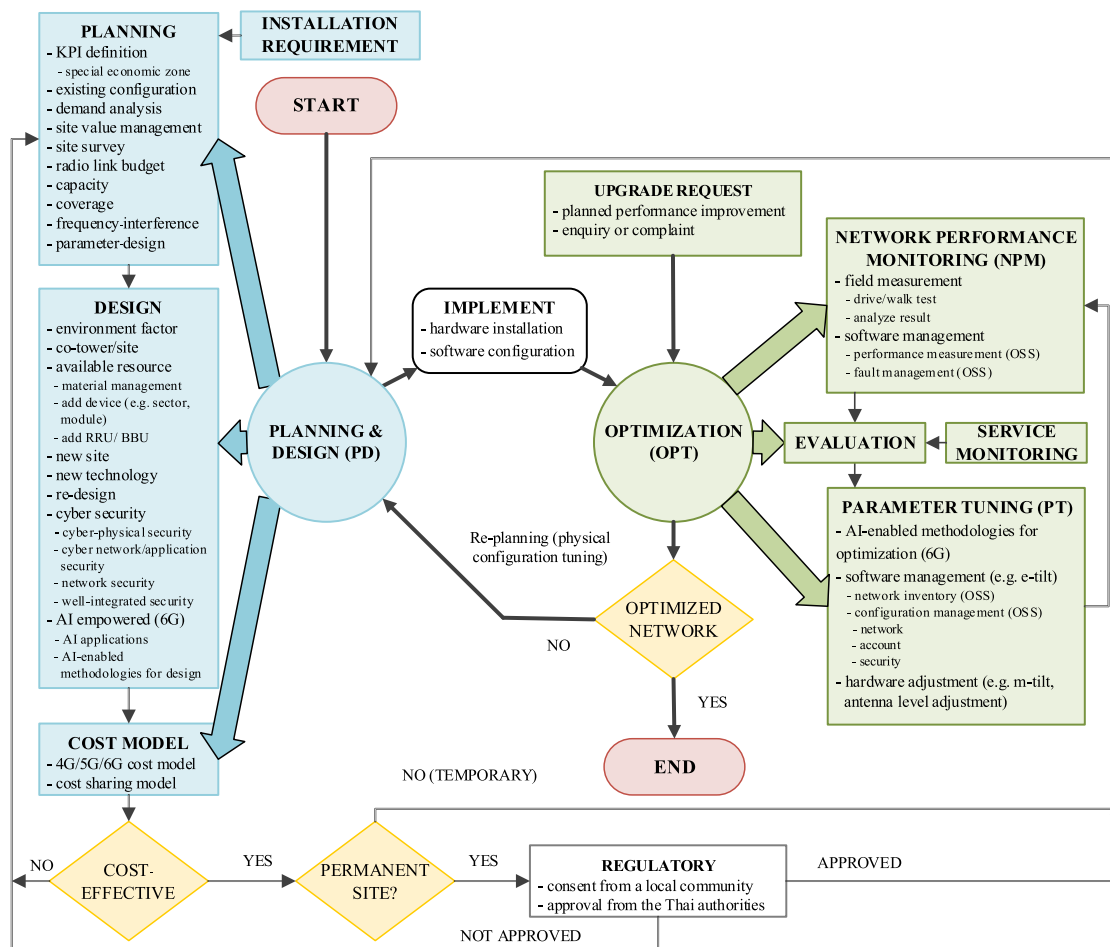 PLANNING
- KPI definition
- special economic zone
- existing configuration
- demand analysis
- site value management
- site survey
- radio link budget
- capacity
- coverage
- frequency-interference
- parameter-design
INSTALLATION
REQUIREMENT
START
DESIGN
- environment factor
- co-tower/site
- available resource
- material management
- add device (e.g. sector,
module)
- add RRU/ BBU
- new site
- new technology
- re-design
- cyber security
- cyber-physical security
- cyber network/application
security
- network security
- well-integrated security
- AI empowered (6G)
- AI applications
- AI-enabled
methodologies for design
COST MODEL
- 4G/5G/6G cost model
- cost sharing model
PLANNING &
DESIGN (PD)
IMPLEMENT
- hardware installation
- software configuration
UPGRADE REQUEST
- planned performance improvement
- enquiry or complaint
OPTIMIZATION
(OPT)
NETWORK PERFORMANCE
MONITORING (NPM)
- field measurement
- drive/walk test
- analyze result
- software management
- performance measurement (OSS)
- fault management (OSS)
EVALUATION
SERVICE
MONITORING
PARAMETER TUNING (PT)
- AI-enabled methodologies for
optimization (6G)
- software management (e.g. e-tilt)
- network inventory (OSS)
- configuration management (OSS)
- network
- account
- security
- hardware adjustment (e.g. m-tilt,
antenna level adjustment)
Re-planning (physical
configuration tuning)
OPTIMIZED
NETWORK
NO
YES
END
NO (TEMPORARY)
COST-
EFFECTIVE
NO
YES
PERMANENT
SITE?
YES
REGULATORY
- consent from a local community
- approval from the Thai authorities
APPROVED
NOT APPROVED